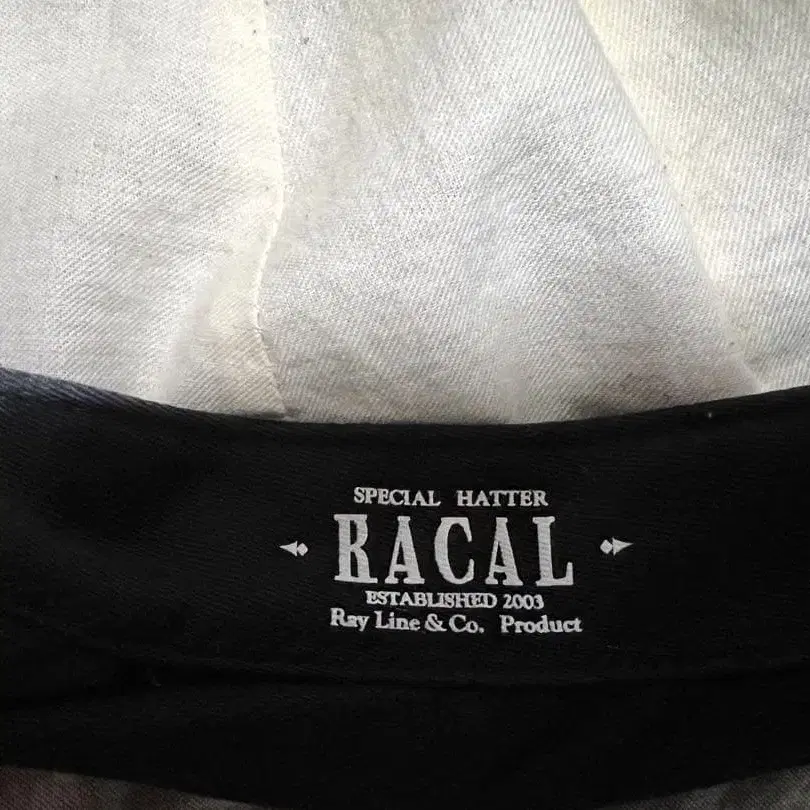 SPECIAL HATTER
RACAL
ESTABLISHED 2003
Ray Line & Co. Product